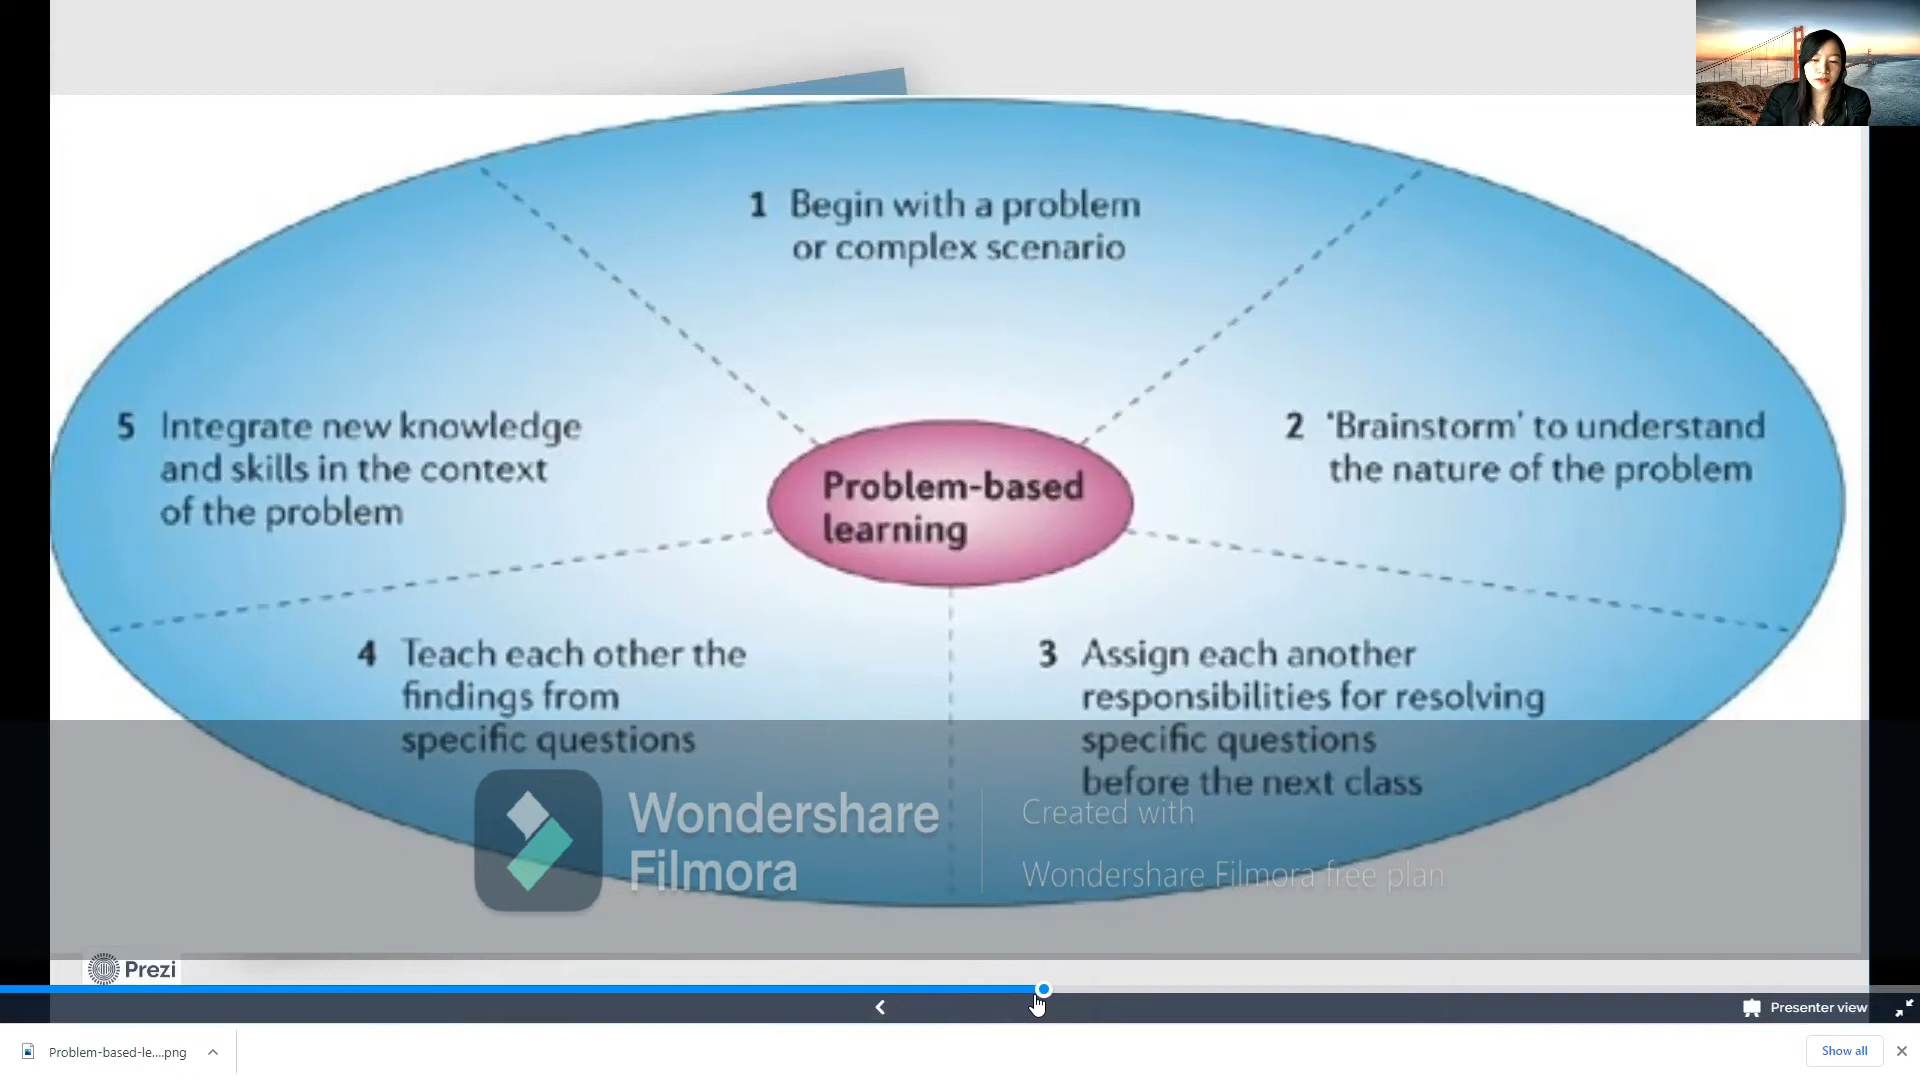 1 Begin with a problem
or complex scenario
2 'Brainstorm' to understand
the nature of the problem
3 Assign each another
responsibilities for resolving
specific questions
before the next class
4 Teach each other the
findings from
specific questions
5 Integrate new knowledge
and skills in the context
of the problem
Problem-based
learning
Wondershare
Filmora
Created with
Wondershare Filmora free plan
Prezi
Presenter view
Problem-based-le....png
Show all